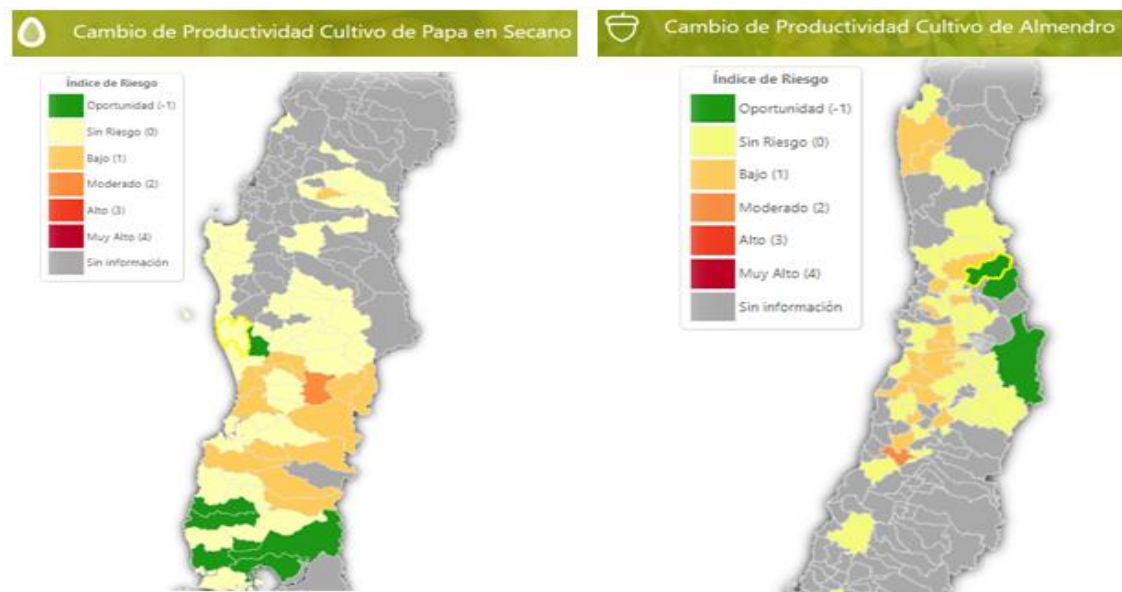 Cambio de Productividad Cultivo de Papa en Secano
Índice de Riesgo
Oportunidad (-1)
Sin Riesgo (0)
Bajo (1)
Moderado (2)
Alto (3)
Muy Alto (4)
Sin información
Cambio de Productividad Cultivo de Almendro
Índice de Riesgo
Oportunidad (-1)
Sin Riesgo (0)
Bajo (1)
Moderado (2)
Alto (3)
Muy Alto (4)
Sin información